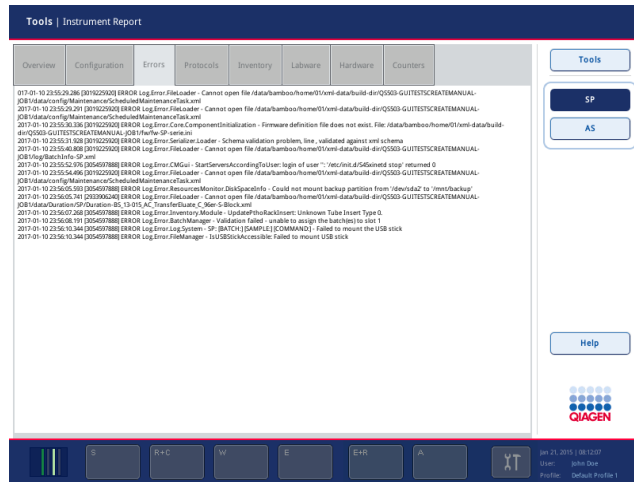 Tools | Instrument Report
Overview
Configuration
Errors
Protocols
Inventory
Labware
Hardware
Counters
017-01-10 23:55:29.286 [3019225920] ERROR Log.Error.FileLoader - Cannot open file /data/bamboo/home/01/xml-data/build-dir/QS503-GUITESTSCREATEMANUAL-
JOB1/data/config/Maintenance/ScheduledMaintenanceTask.xml
2017-01-10 23:55:29.291 [3019225920] ERROR Log.Error.FileLoader - Cannot open file /data/bamboo/home/01/xml-data/build-dir/QS503-GUITESTSCREATEMANUAL-
JOB1/data/config/Maintenance/ScheduledMaintenanceTask.xml
2017-01-10 23:55:30.336 [3019225920] ERROR Log.Error.Core.ComponentInitialization - Firmware definition file does not exist. File: /data/bamboo/home/01/xml-data/build-
dir/QS503-GUITESTSCREATEMANUAL-JOB1/fw/fw-SP-serie.ini
2017-01-10 23:55:31.928 [3019225920] ERROR Log.Error.Serializer.Loader - Schema validation problem, line , validated against xml schema
2017-01-10 23:55:40.808 [3019225920] ERROR Log.Error.FileLoader - Cannot open file /data/bamboo/home/01/xml-data/build-dir/QS503-GUITESTSCREATEMANUAL-
JOB1/log/BatchInfo-SP.xml
2017-01-10 23:55:52.976 [3054597888] ERROR Log.Error.CMGui - StartServersAccordingToUser: login of user '': '/etc/init.d/S45xinetd stop' returned 0
2017-01-10 23:55:54.496 [3054597888] ERROR Log.Error.FileLoader - Cannot open file /data/bamboo/home/01/xml-data/build-dir/QS503-GUITESTSCREATEMANUAL-
JOB1/data/config/Maintenance/ScheduledMaintenanceTask.xml
2017-01-10 23:56:05.593 [3054597888] ERROR Log.Error.ResourcesMonitor.DiskSpaceInfo - Could not mount backup partition from '/dev/sda2' to '/mnt/backup'
2017-01-10 23:56:05.741 [2933906240] ERROR Log.Error.FileLoader - Cannot open file /data/bamboo/home/01/xml-data/build-dir/QS503-GUITESTSCREATEMANUAL-
JOB1/data/Duration/SP/Duration-BS_13-015_AC_TransferEluate_C_96er-S-Block.xml
2017-01-10 23:56:07.268 [3054597888] ERROR Log.Error.Inventory.Module - UpdatePthoRackInsert: Unknown Tube Insert Type 0.
2017-01-10 23:56:08.191 [3054597888] ERROR Log.Error.BatchManager - Validation failed - unable to assign the batch(es) to slot 1
2017-01-10 23:56:10.344 [3054597888] ERROR Log.Error.Log.System - SP: [BATCH:] [SAMPLE:] [COMMAND:] - Failed to mount the USB stick
2017-01-10 23:56:10.344 [3054597888] ERROR Log.Error.FileManager - IsUSBStickAccessible: Failed to mount USB stick
Tools
SP
AS
Help
QIAGEN
S
R+C
W
E
E+R
A
Jan 21, 2015 | 08:12:07
User: John Doe
Profile: Default Profile 1